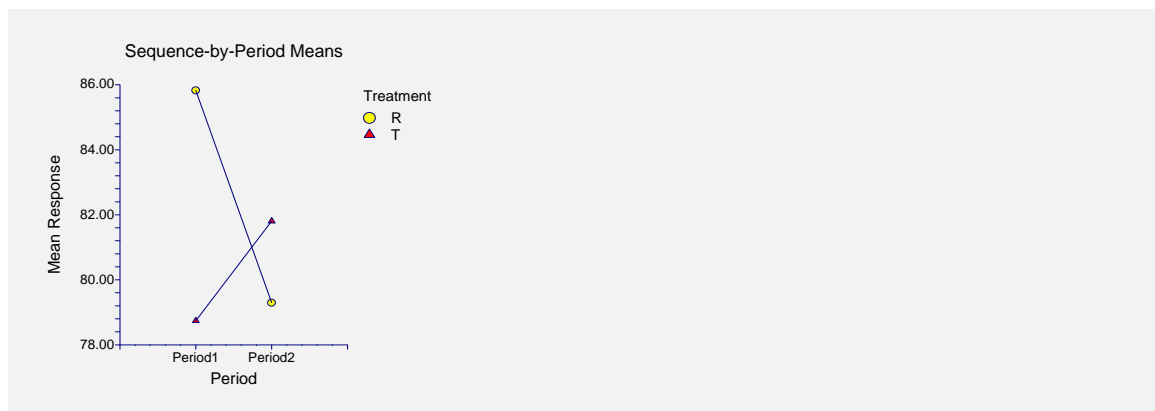 Sequence-by-Period Means
86.00
84.00
82.00
80.00
78.00
Mean Response
Period1
Period2
Period
Treatment
R
T